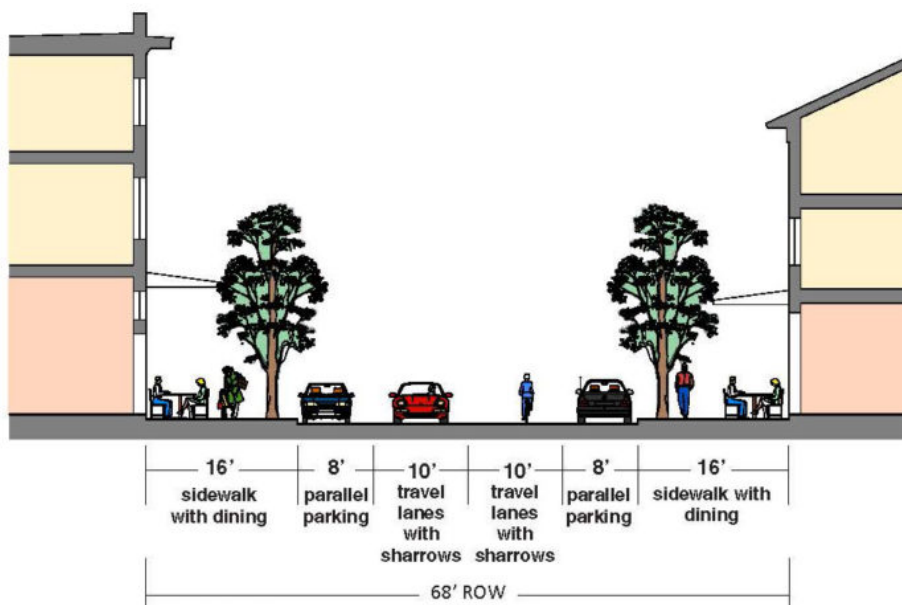 16’ 8’ 10’ 10’ 8’ 16’
sidewalk
with dining
parallel
parking
travel
lanes
with
sharrows
travel
lanes
with
sharrows
parallel
parking
sidewalk with
dining
68’ ROW